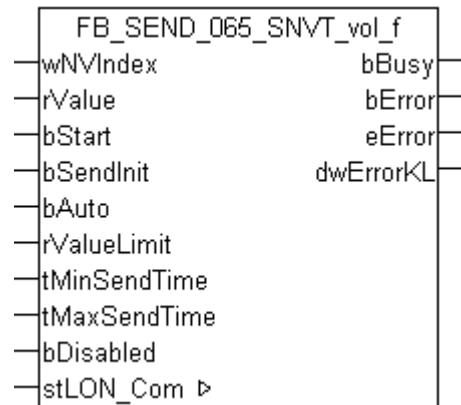 FB_SEND_065_SNVT_vol_f
wNVIndex bBusy
rValue bError
bStart eError
bSendInit dwErrorKL
bAuto
rValueLimit
tMinSendTime
tMaxSendTime
bDisabled
stLON_Com ▷